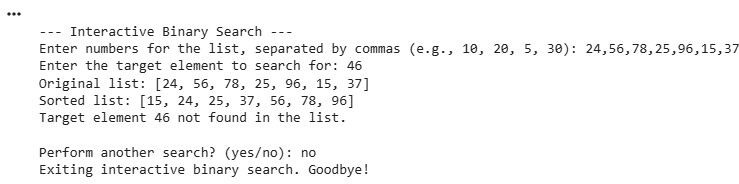 --- Interactive Binary Search ---
Enter numbers for the list, separated by commas (e.g., 10, 20, 5, 30): 24,56,78,25,96,15,37
Enter the target element to search for: 46
Original list: [24, 56, 78, 25, 96, 15, 37]
Sorted list: [15, 24, 25, 37, 56, 78, 96]
Target element 46 not found in the list.

Perform another search? (yes/no): no
Exiting interactive binary search. Goodbye!